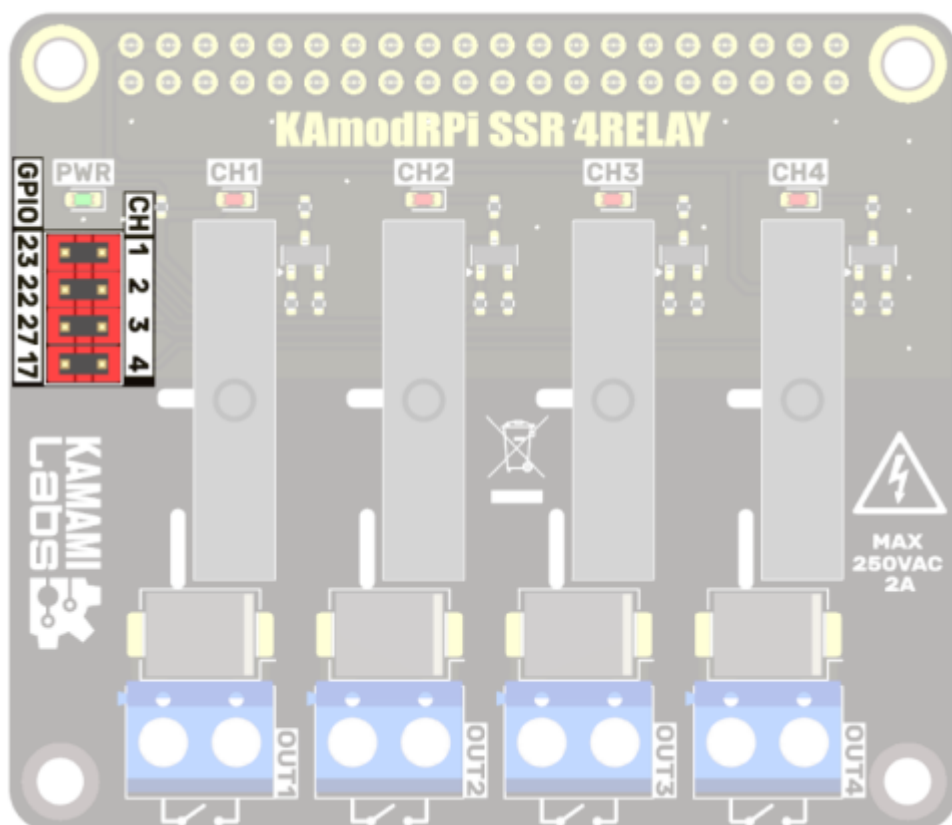 KAmodRPi SSR 4RELAY
PWR
CH1
CH2
CH3
CH4
GPIO
CH
23 1
22 2
27 3
17 4
KAMAMI
Labs
MAX
250VAC
2A
OUT1
OUT2
OUT3
OUT4